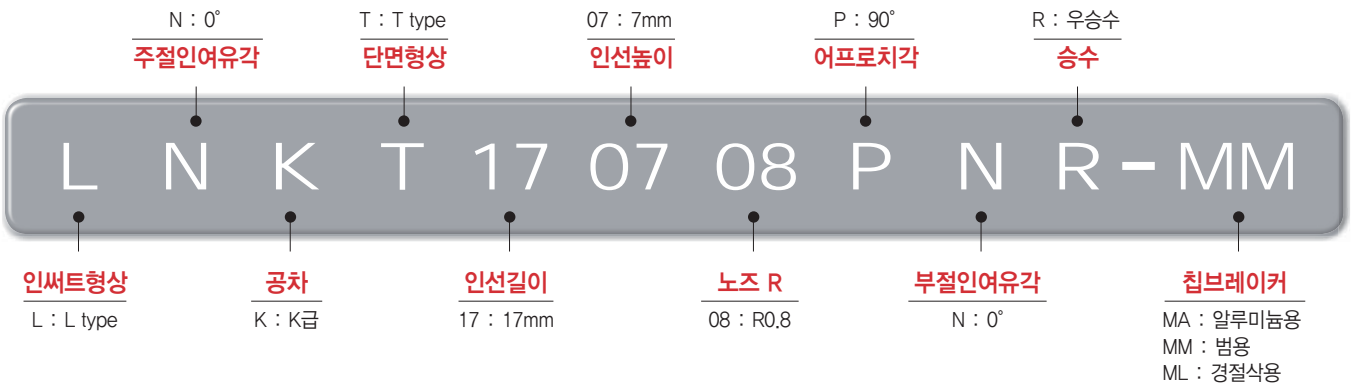 N : 0° T : T type 07 : 7mm P : 90° R : 우승수
주절인여유각 단면형상 인선높이 어프로치각 승수
L N K T 17 07 08 P N R - MM
인써트형상 공차 인선길이 노즈 R 부절인여유각 칩브레이커
L : L type K : K급 17 : 17mm 08 : R0.8 N : 0° MA : 알루미늄용
MM : 범용
ML : 경절삭용